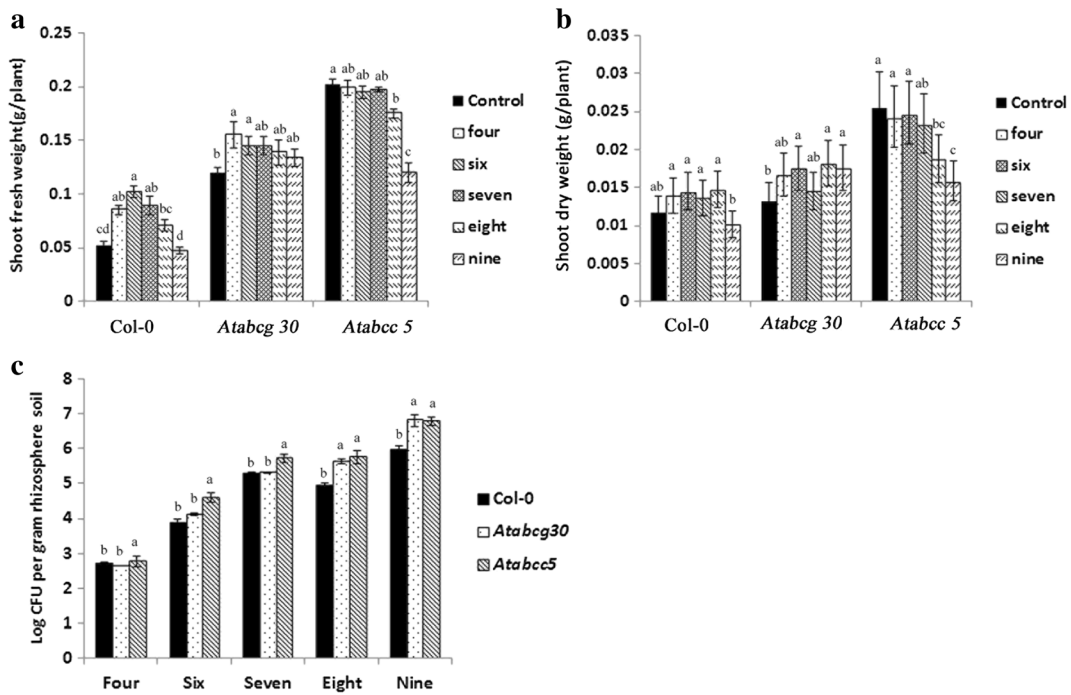 a
Shoot fresh weight(g/plant)
0.25
0.2
0.15
0.1
0.05
0
cd ab a ab bc d
b a a ab ab ab
a ab ab ab b c
Col-0 Atabcg 30 Atabcc 5
Control
four
six
seven
eight
nine
b
Shoot dry weight (g/plant)
0.035
0.03
0.025
0.02
0.015
0.01
0.005
0
ab a a a a b
b ab a ab a a
a a a ab bc c
Col-0 Atabcg 30 Atabcc 5
Control
four
six
seven
eight
nine
c
Log CFU per gram rhizosphere soil
8
7
6
5
4
3
2
1
0
b b a
b b a
b b a
b a a
b a a
Four Six Seven Eight Nine
Col-0
Atabcg30
Atabcc5